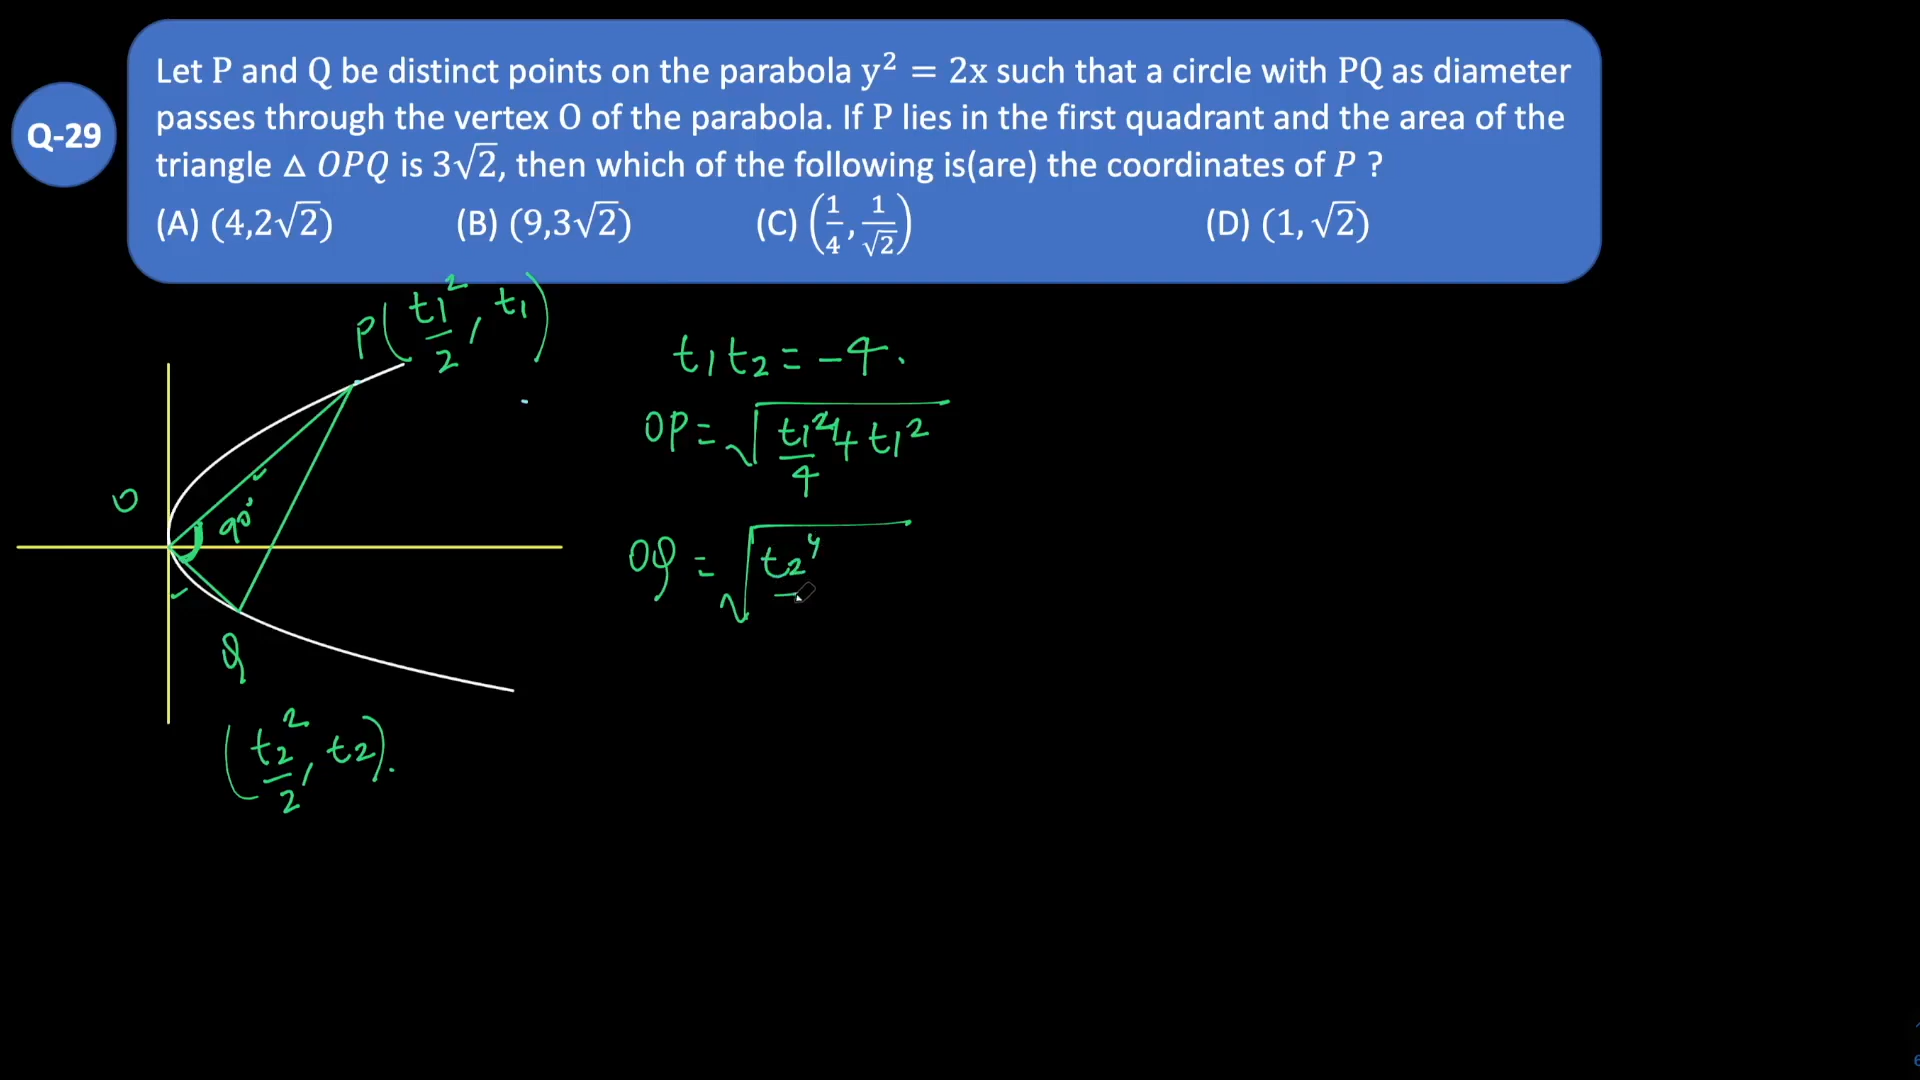 Q-29
Let P and Q be distinct points on the parabola y² = 2x such that a circle with PQ as diameter
passes through the vertex O of the parabola. If P lies in the first quadrant and the area of the
triangle △ OPQ is 3√2, then which of the following is(are) the coordinates of P ?
(A) (4,2√2) (B) (9,3√2) (C) (1/4, 1/√2) (D) (1, √2)
P(t1²/2, t1)
t1t2 = -4.
OP = √(t1⁴/4 + t1²)
O
90°
OQ = √(t2⁴
Q
(t2²/2, t2).